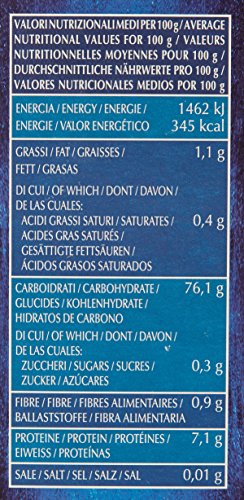 VALORI NUTRIZIONALI MEDI PER 100 g / AVERAGE
NUTRITIONAL VALUES FOR 100 g / VALEURS
NUTRITIONNELLES MOYENNES POUR 100 g /
DURCHSCHNITTLICHE NÄHRWERTE PRO 100 g /
VALORES NUTRICIONALES MEDIOS POR 100 g
ENERCIA / ENERGY / ENERGIE / 1462 kJ
ENERGIE / VALOR ENERGÉTICO 345 kcal
GRASSI / FAT / GRAISSES / 1,1 g
FETT / GRASAS
DI CUI / OF WHICH / DONT / DAVON /
DE LAS CUALES:
ACIDI GRASSI SATURI / SATURATES / 0,4 g
ACIDES GRAS SATURÉS /
GESÄTTIGTE FETTSÄUREN /
ÁCIDOS GRASOS SATURADOS
CARBOIDRATI / CARBOHYDRATE / 76,1 g
GLUCIDES / KOHLENHYDRATE /
HIDRATOS DE CARBONO
DI CUI / OF WHICH / DONT / DAVON /
DE LAS CUALES:
ZUCCHERI / SUGARS / SUCRES / 0,3 g
ZUCKER / AZÚCARES
FIBRE / FIBRE / FIBRES ALIMENTAIRES / 0,9 g
BALLASTSTOFFE / FIBRA ALIMENTARIA
PROTEINE / PROTEIN / PROTÉINES / 7,1 g
EIWEISS / PROTEÍNAS
SALE / SALT / SEL / SALZ / SAL 0,01 g